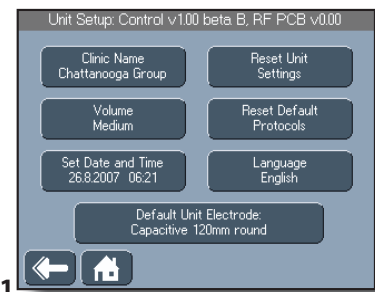 Unit Setup: Control v1.00 beta B, RF PCB v0.00
Clinic Name
Chattanooga Group
Reset Unit
Settings
Volume
Medium
Reset Default
Protocols
Set Date and Time
26.8.2007 06:21
Language
English
Default Unit Electrode:
Capacitive 120mm round
1